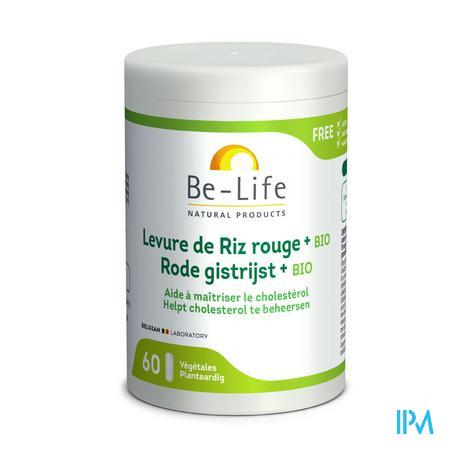 FREE
Be-Life
NATURAL PRODUCTS
Levure de Riz rouge + BIO
Rode gistrijst + BIO
Aide à maîtriser le cholestérol
Helpt cholesterol te beheersen
BELGIAN LABORATORY
60 Végétales
Plantaardig
IPM